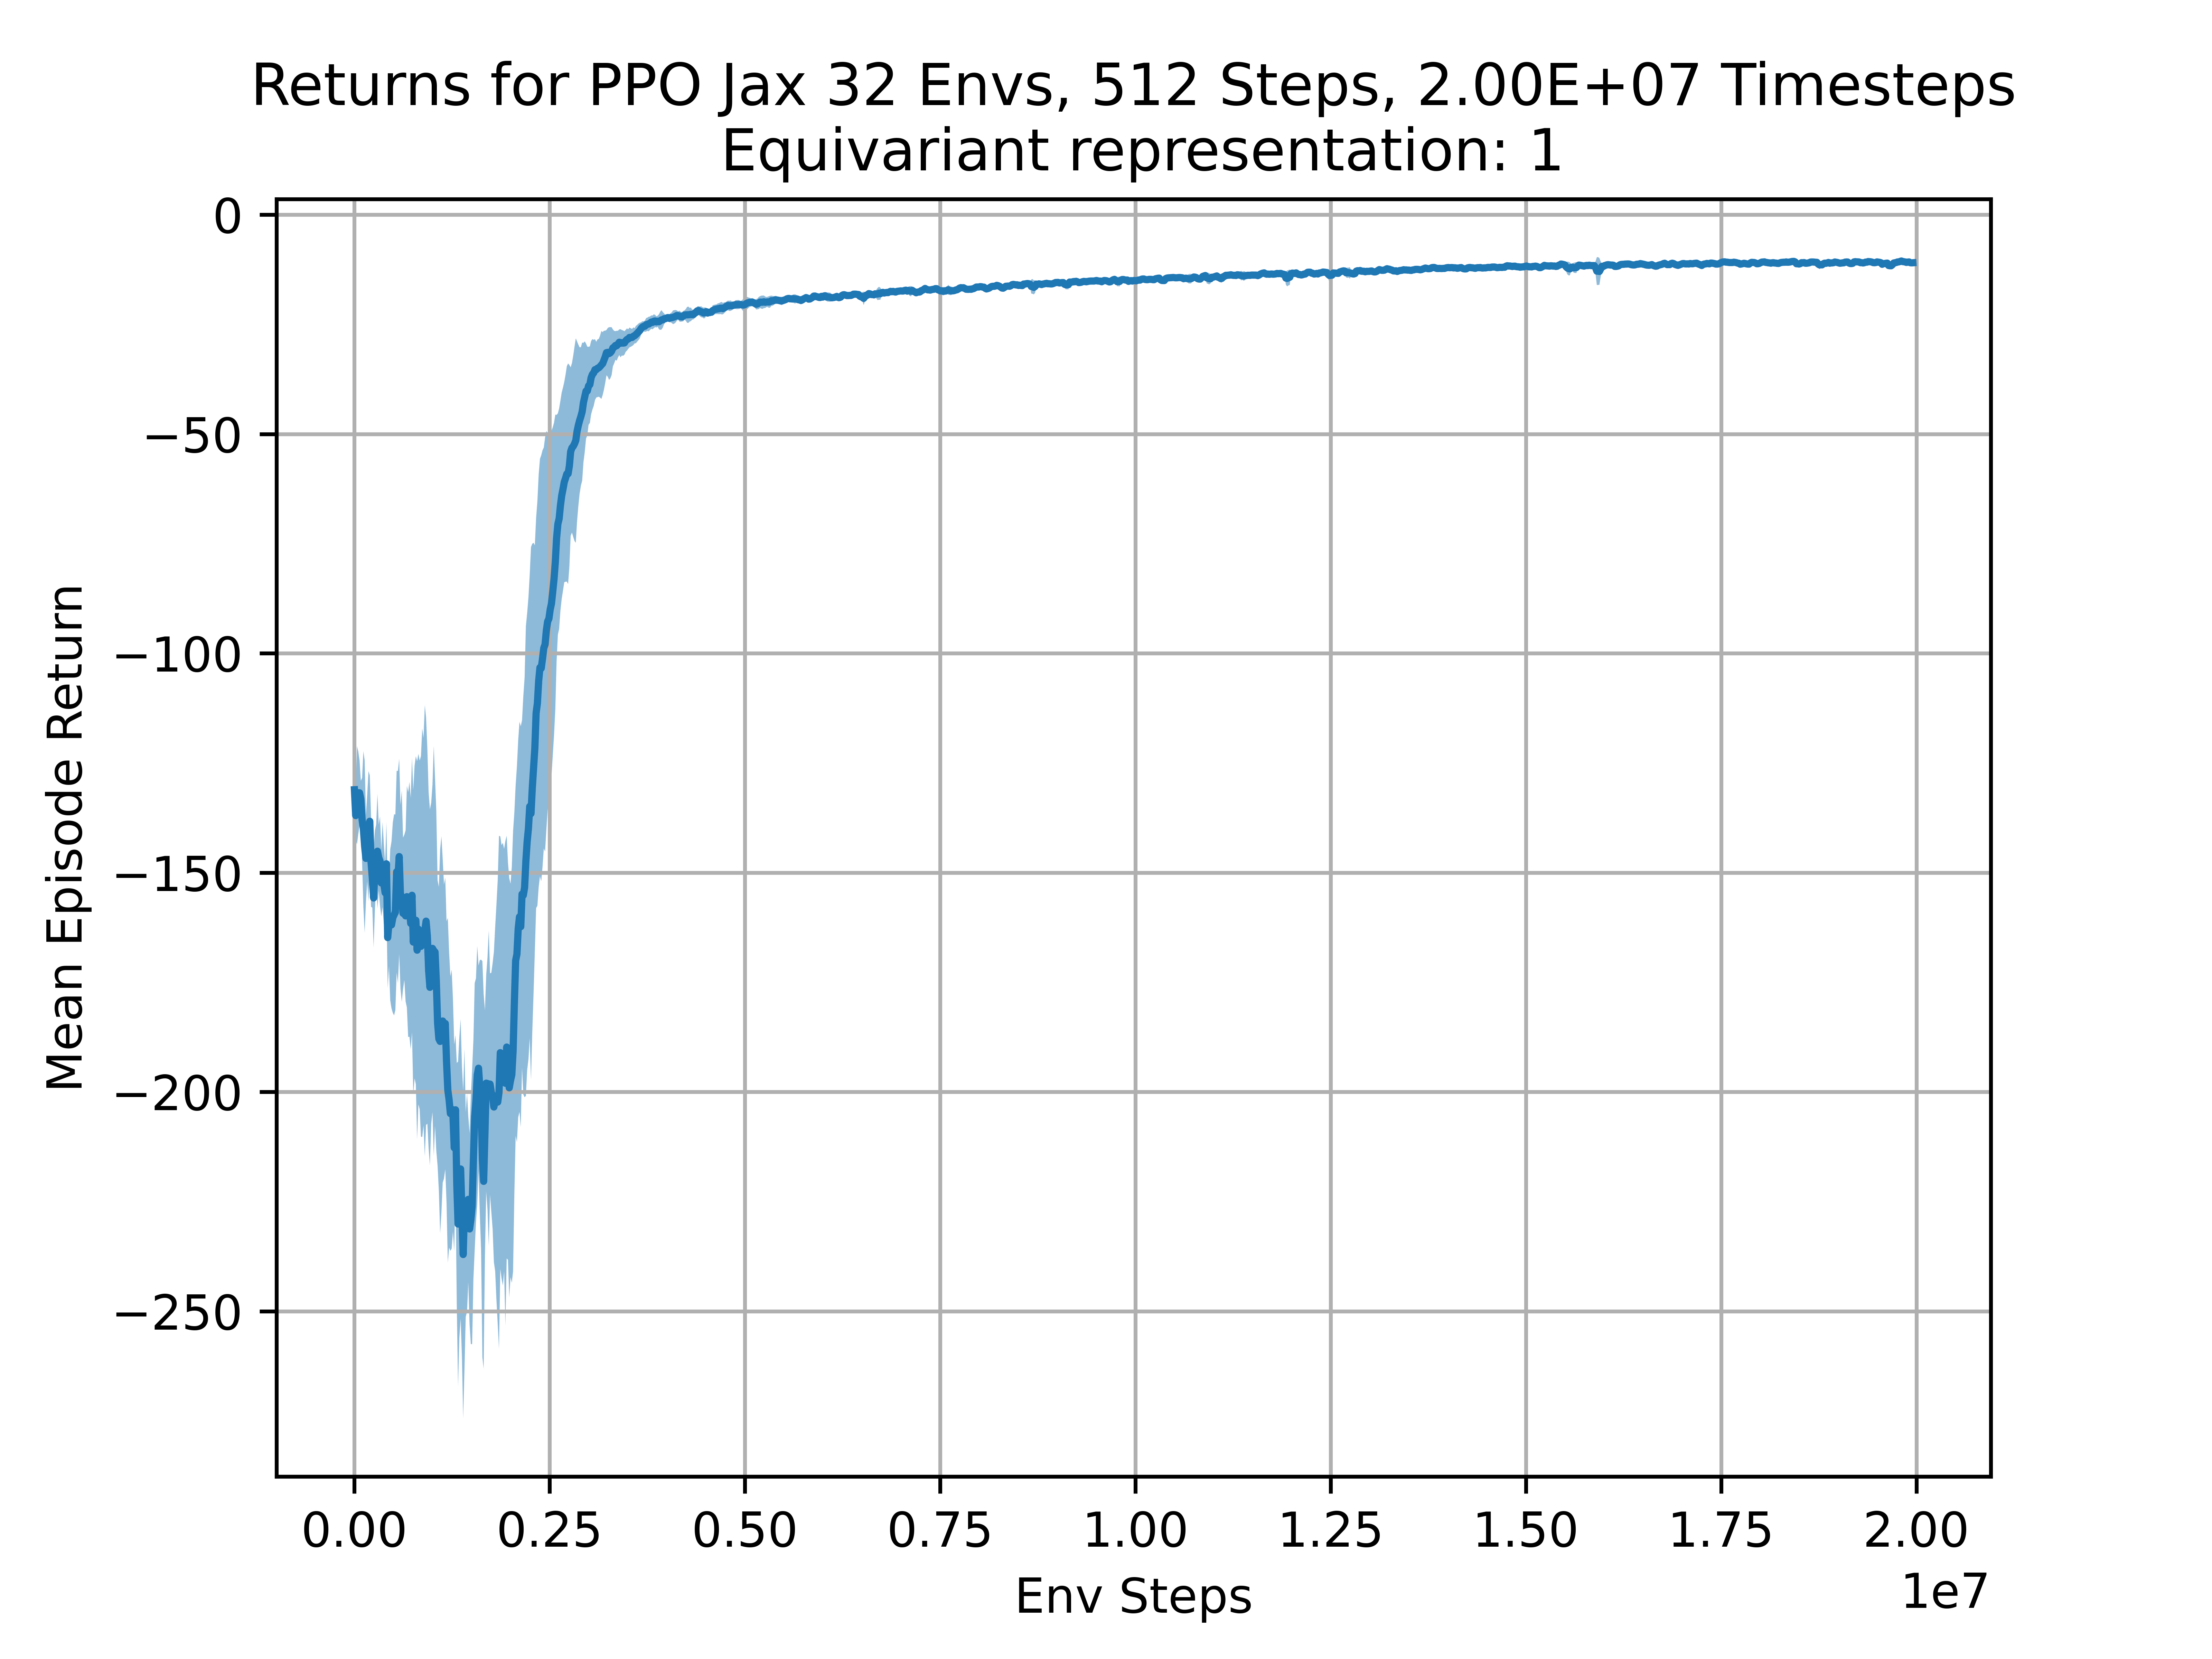 Returns for PPO Jax 32 Envs, 512 Steps, 2.00E+07 Timesteps
Equivariant representation: 1
0
−50
−100
−150
−200
−250
Mean Episode Return
0.00 0.25 0.50 0.75 1.00 1.25 1.50 1.75 2.00
1e7
Env Steps